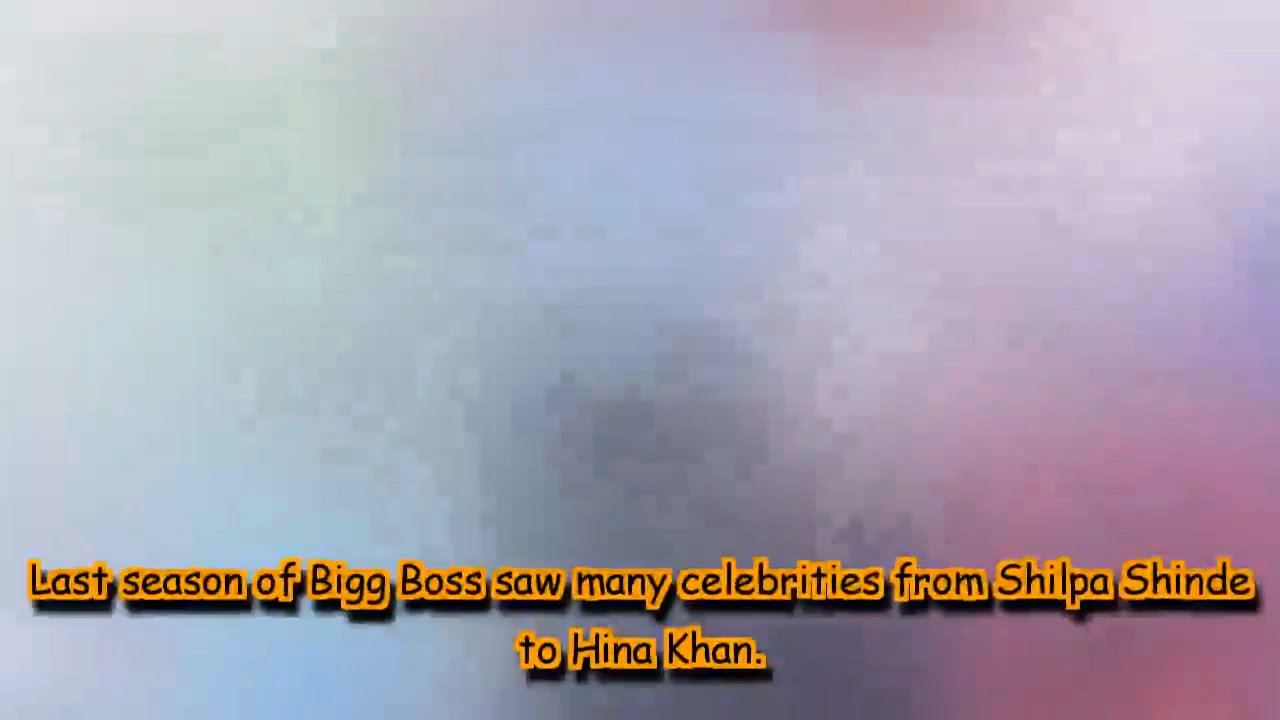 Last season of Bigg Boss saw many celebrities from Shilpa Shinde
to Hina Khan.